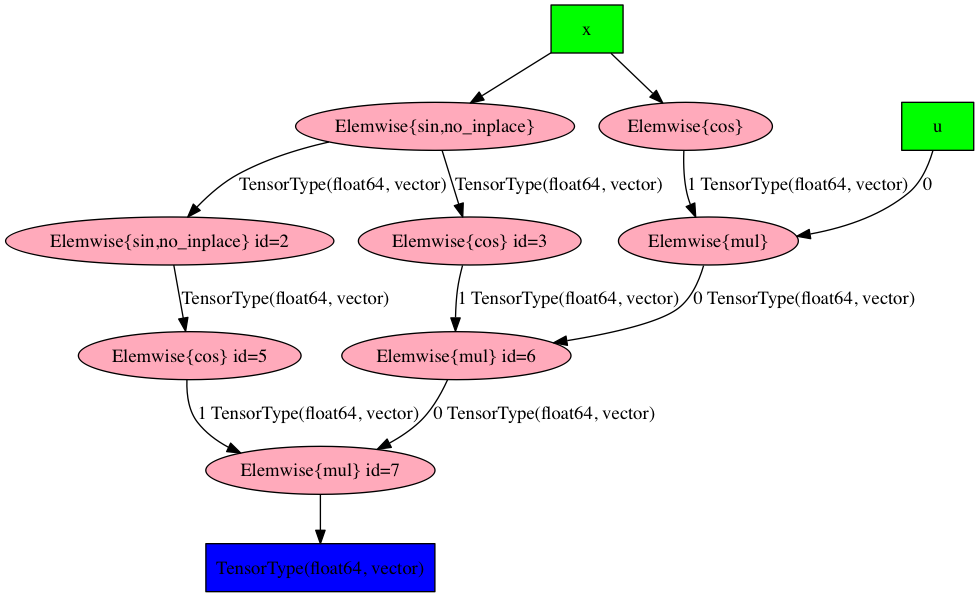 x
Elemwise{sin,no_inplace}
Elemwise{cos}
u
TensorType(float64, vector)
TensorType(float64, vector)
1 TensorType(float64, vector)
0
Elemwise{sin,no_inplace} id=2
Elemwise{cos} id=3
Elemwise{mul}
TensorType(float64, vector)
1 TensorType(float64, vector)
0 TensorType(float64, vector)
Elemwise{cos} id=5
Elemwise{mul} id=6
1 TensorType(float64, vector)
0 TensorType(float64, vector)
Elemwise{mul} id=7
TensorType(float64, vector)